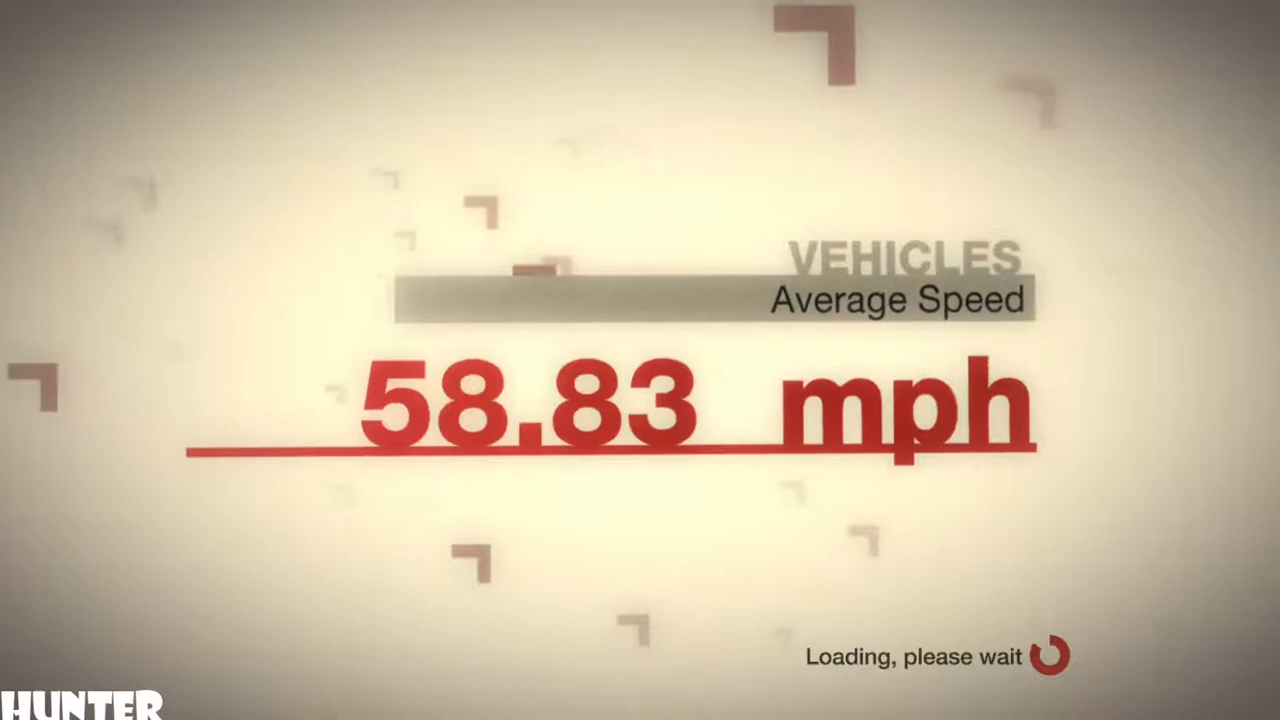 VEHICLES
Average Speed
58.83 mph
Loading, please wait
HUNTER